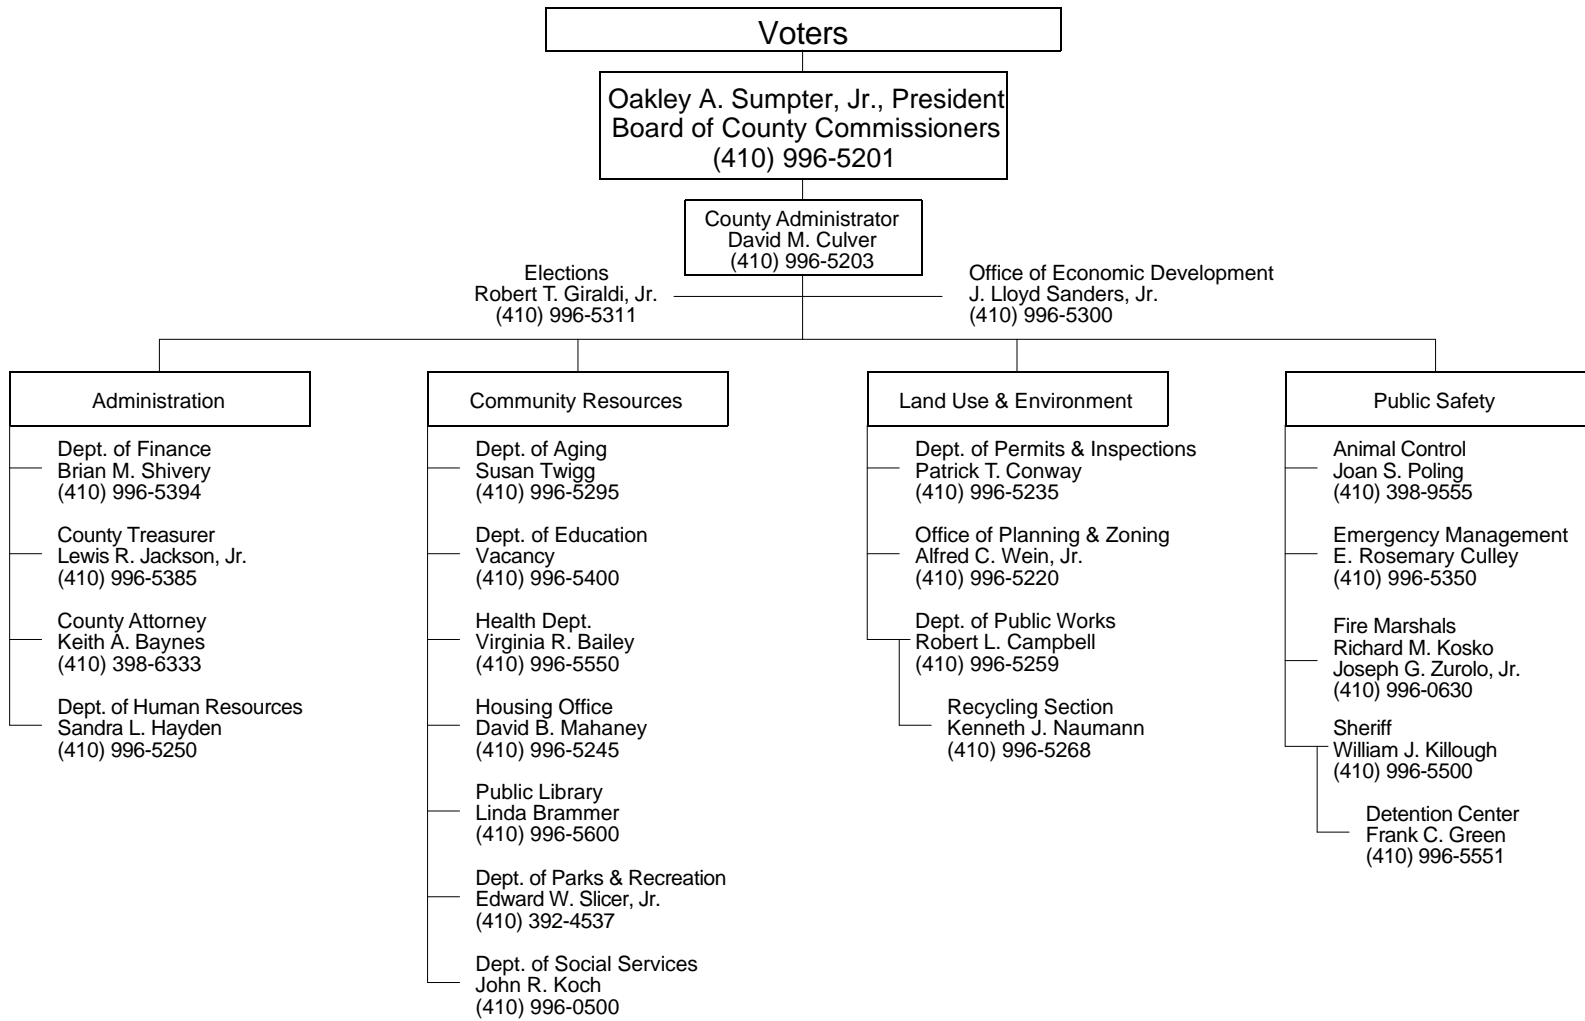 Voters
Oakley A. Sumpter, Jr., President
Board of County Commissioners
(410) 996-5201
County Administrator
David M. Culver
(410) 996-5203
Elections
Robert T. Giraldi, Jr.
(410) 996-5311
Office of Economic Development
J. Lloyd Sanders, Jr.
(410) 996-5300
Administration
Dept. of Finance
Brian M. Shivery
(410) 996-5394
County Treasurer
Lewis R. Jackson, Jr.
(410) 996-5385
County Attorney
Keith A. Baynes
(410) 398-6333
Dept. of Human Resources
Sandra L. Hayden
(410) 996-5250
Community Resources
Dept. of Aging
Susan Twigg
(410) 996-5295
Dept. of Education
Vacancy
(410) 996-5400
Health Dept.
Virginia R. Bailey
(410) 996-5550
Housing Office
David B. Mahaney
(410) 996-5245
Public Library
Linda Brammer
(410) 996-5600
Dept. of Parks & Recreation
Edward W. Slicer, Jr.
(410) 392-4537
Dept. of Social Services
John R. Koch
(410) 996-0500
Land Use & Environment
Dept. of Permits & Inspections
Patrick T. Conway
(410) 996-5235
Office of Planning & Zoning
Alfred C. Wein, Jr.
(410) 996-5220
Dept. of Public Works
Robert L. Campbell
(410) 996-5259
Recycling Section
Kenneth J. Naumann
(410) 996-5268
Public Safety
Animal Control
Joan S. Poling
(410) 398-9555
Emergency Management
E. Rosemary Culley
(410) 996-5350
Fire Marshals
Richard M. Kosko
Joseph G. Zurolo, Jr.
(410) 996-0630
Sheriff
William J. Killough
(410) 996-5500
Detention Center
Frank C. Green
(410) 996-5551